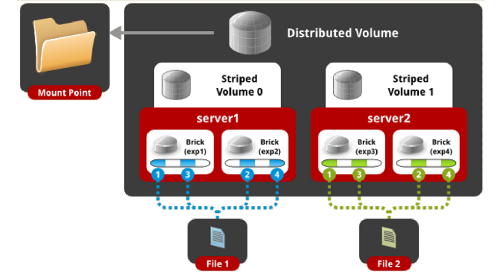 Distributed Volume
Mount Point
Striped
Volume 0
Striped
Volume 1
server1
server2
Brick
(exp1)
Brick
(exp2)
Brick
(exp3)
Brick
(exp4)
1 3 2 4
1 3 2 4
File 1
File 2